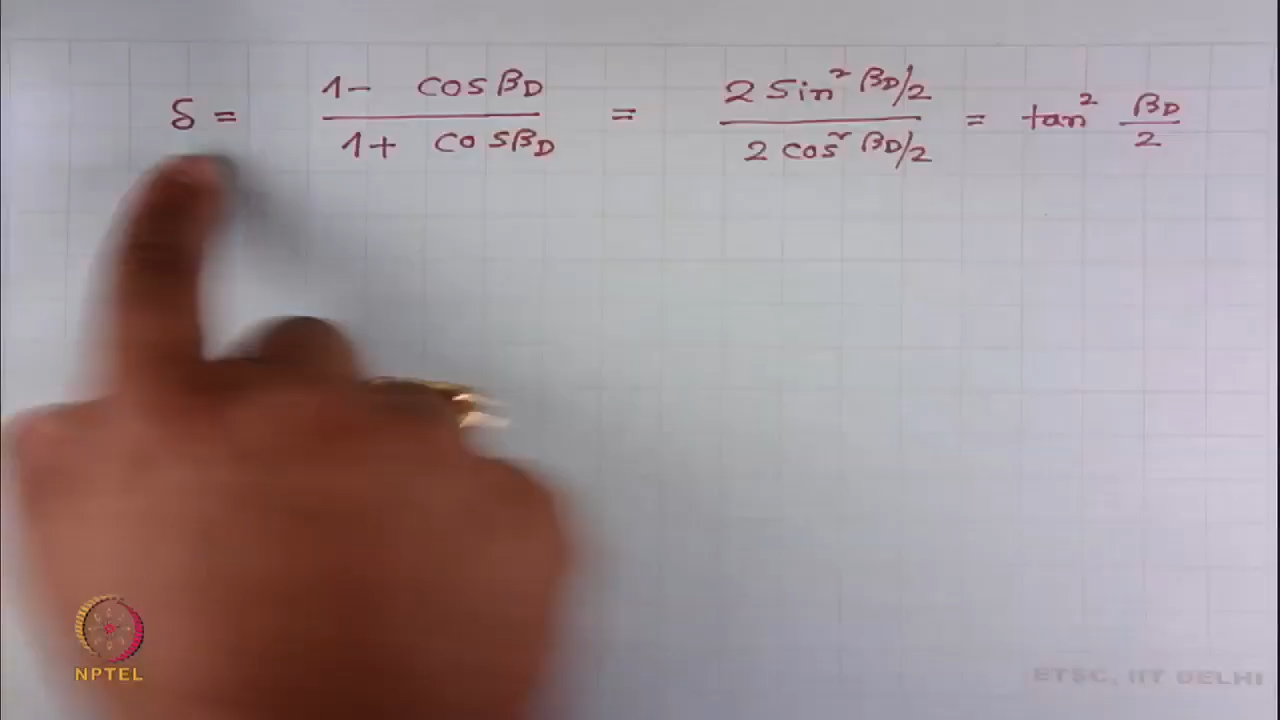 δ = (1 - cos βD) / (1 + cos βD) = (2 Sin² βD/2) / (2 cos² βD/2) = tan² βD/2
NPTEL
ETSC, IIT DELHI